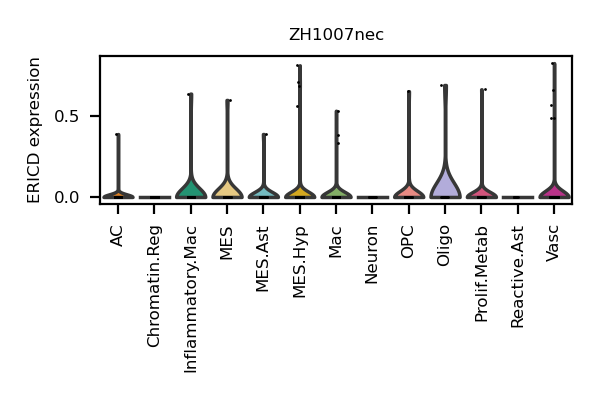 ZH1007nec
ERICD expression
0.5
0.0
AC
Chromatin.Reg
Inflammatory.Mac
MES
MES.Ast
MES.Hyp
Mac
Neuron
OPC
Oligo
Prolif.Metab
Reactive.Ast
Vasc